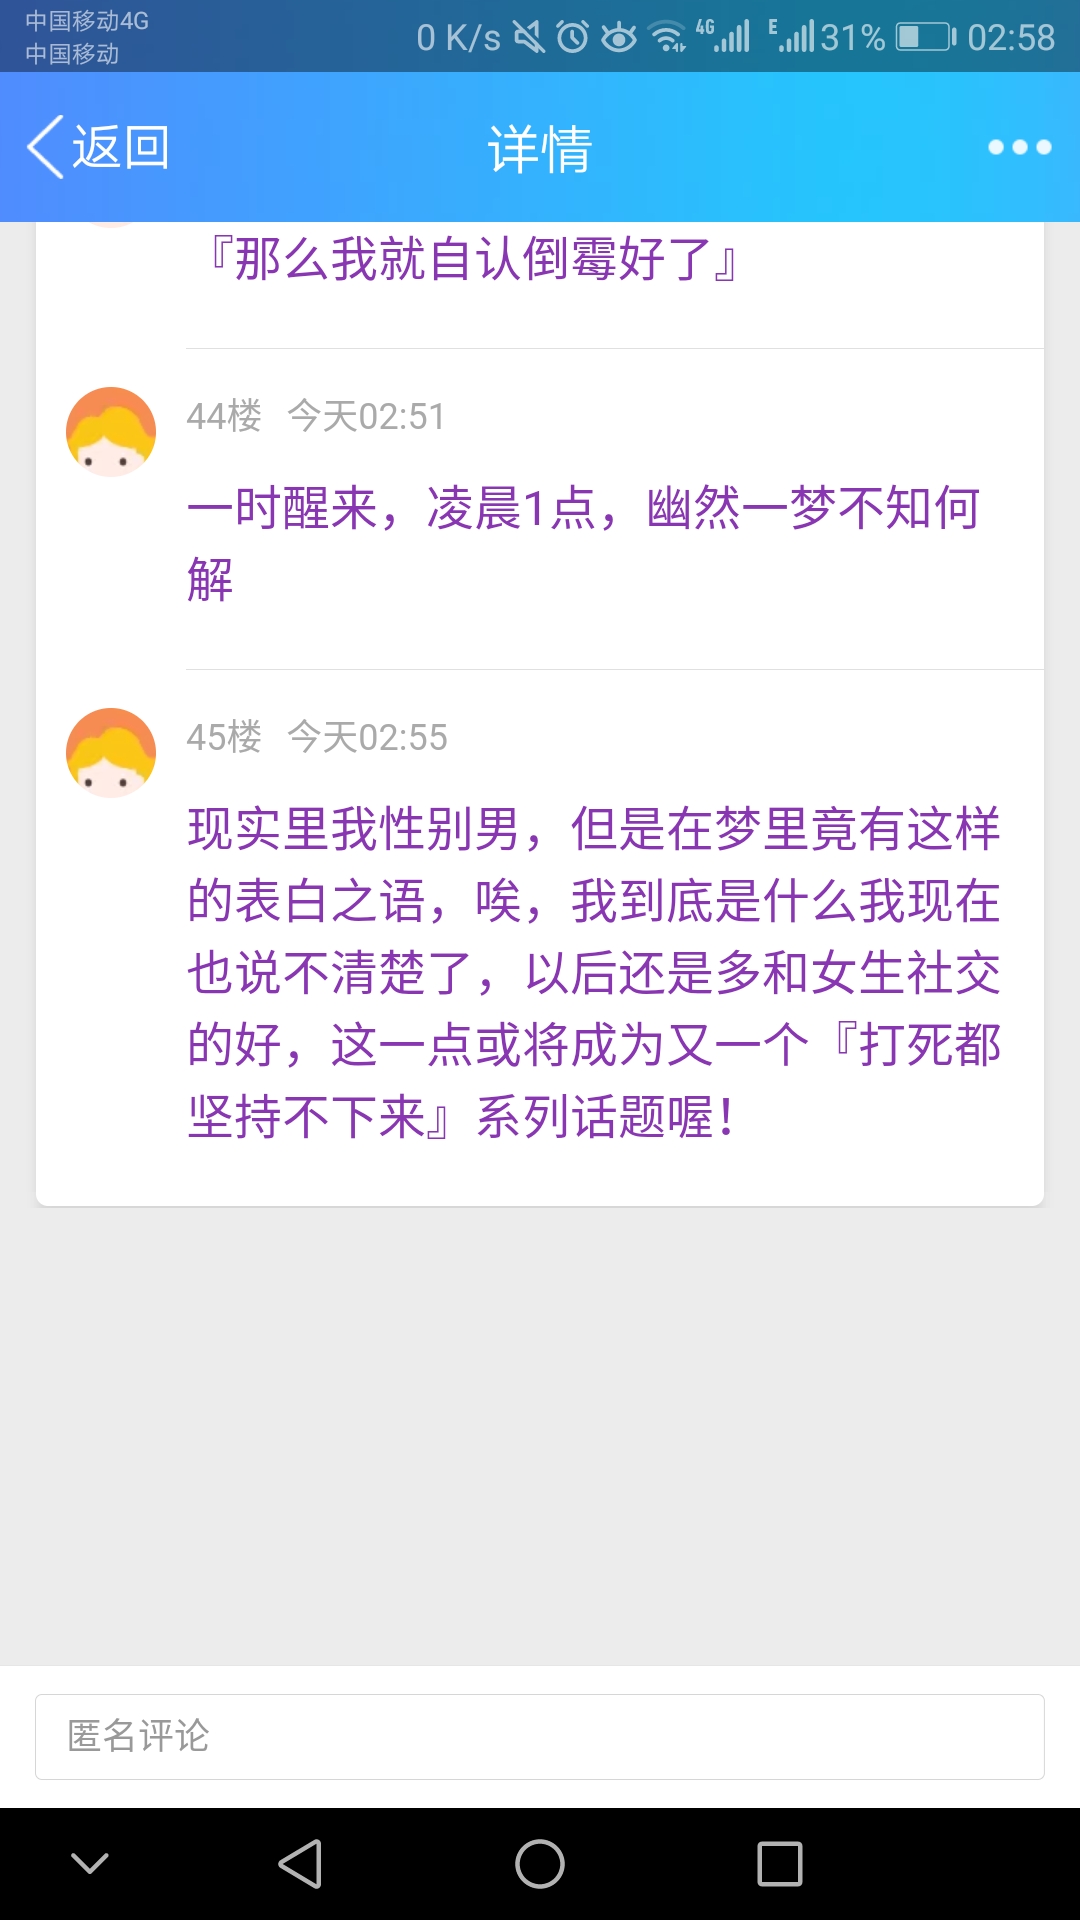 中国移动4G
中国移动
0 K/s 4G E 31% 02:58
返回 详情
『那么我就自认倒霉好了』
44楼 今天02:51
一时醒来，凌晨1点，幽然一梦不知何
解
45楼 今天02:55
现实里我性别男，但是在梦里竟有这样
的表白之语，唉，我到底是什么我现在
也说不清楚了，以后还是多和女生社交
的好，这一点或将成为又一个『打死都
坚持不下来』系列话题喔！
匿名评论